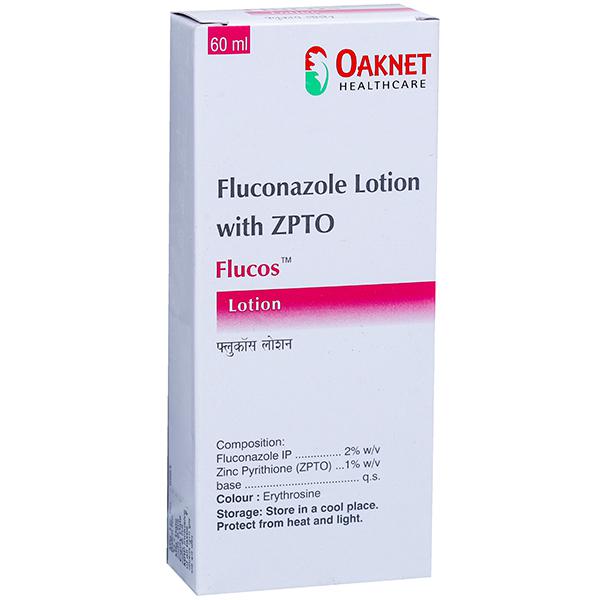 60 ml
OAKNET
HEALTHCARE
Fluconazole Lotion
with ZPTO
Flucos™
Lotion
फ्लुकॉस लोशन
Composition:
Fluconazole IP ............... 2% w/v
Zinc Pyrithione (ZPTO) ...1% w/v
base ..................................... q.s.
Colour : Erythrosine
Storage: Store in a cool place.
Protect from heat and light.